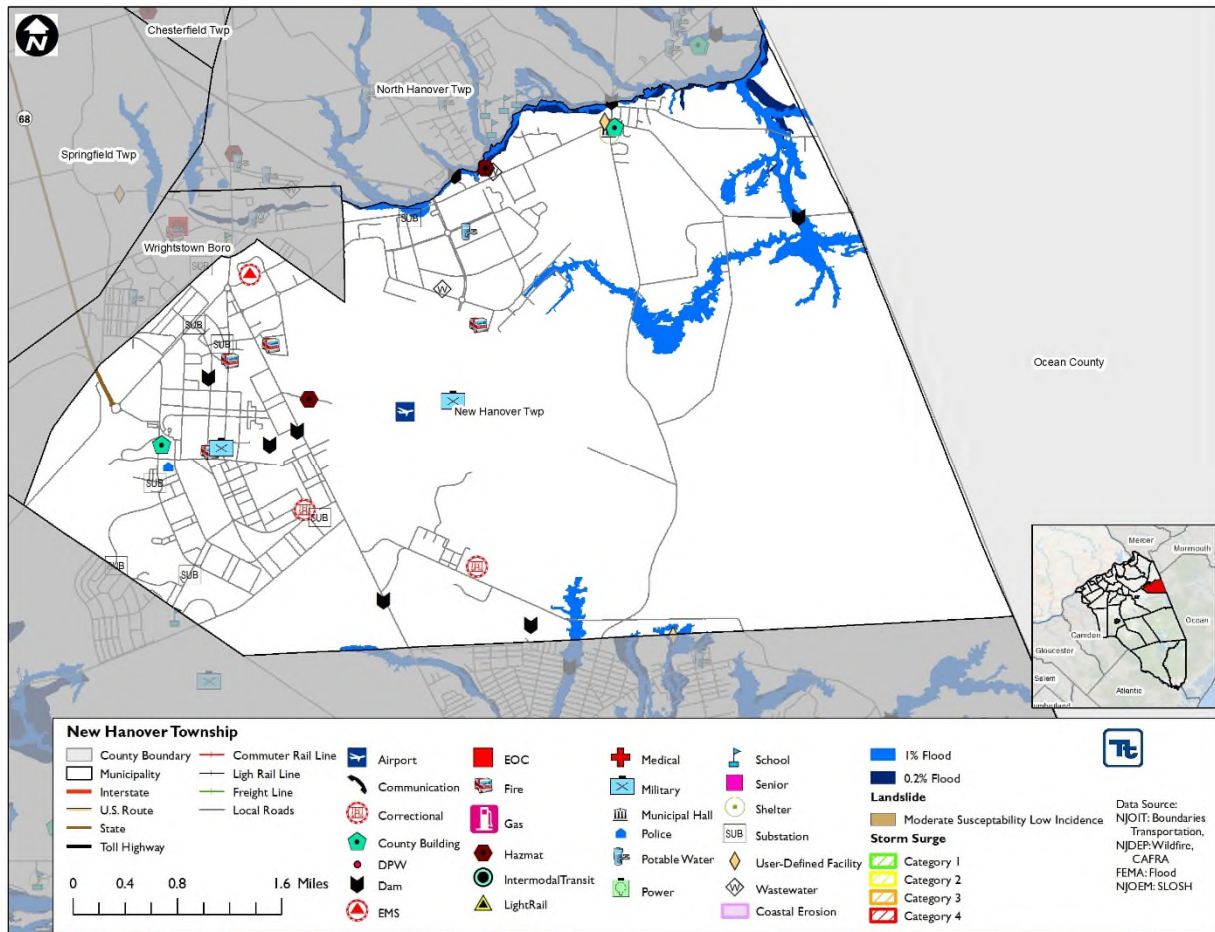 N
Chesterfield Twp
North Hanover Twp
68
Springfield Twp
SUB
Wrightstown Boro
SUB
W
SUB
SUB
Ocean County
New Hanover Twp
SUB
SUB
SUB
SUB
Mercer
Monmouth
Ocean
Camden
Gloucester
Salem
Atlantic
New Hanover Township
County Boundary
Municipality
Interstate
U.S. Route
State
Toll Highway
Commuter Rail Line
Ligh Rail Line
Freight Line
Local Roads
0 0.4 0.8 1.6 Miles
Airport
Communication
Correctional
County Building
DPW
Dam
EMS
EOC
Fire
Gas
Hazmat
IntermodalTransit
LightRail
Medical
Military
Municipal Hall
Police
Potable Water
Power
School
Senior
Shelter
SUB Substation
User-Defined Facility
W Wastewater
Coastal Erosion
1% Flood
0.2% Flood
Landslide
Moderate Susceptability Low Incidence
Storm Surge
Category 1
Category 2
Category 3
Category 4
Tt
Data Source:
NJOIT: Boundaries
Transportation,
NJDEP:Wildfire,
CAFRA
FEMA: Flood
NJOEM: SLOSH